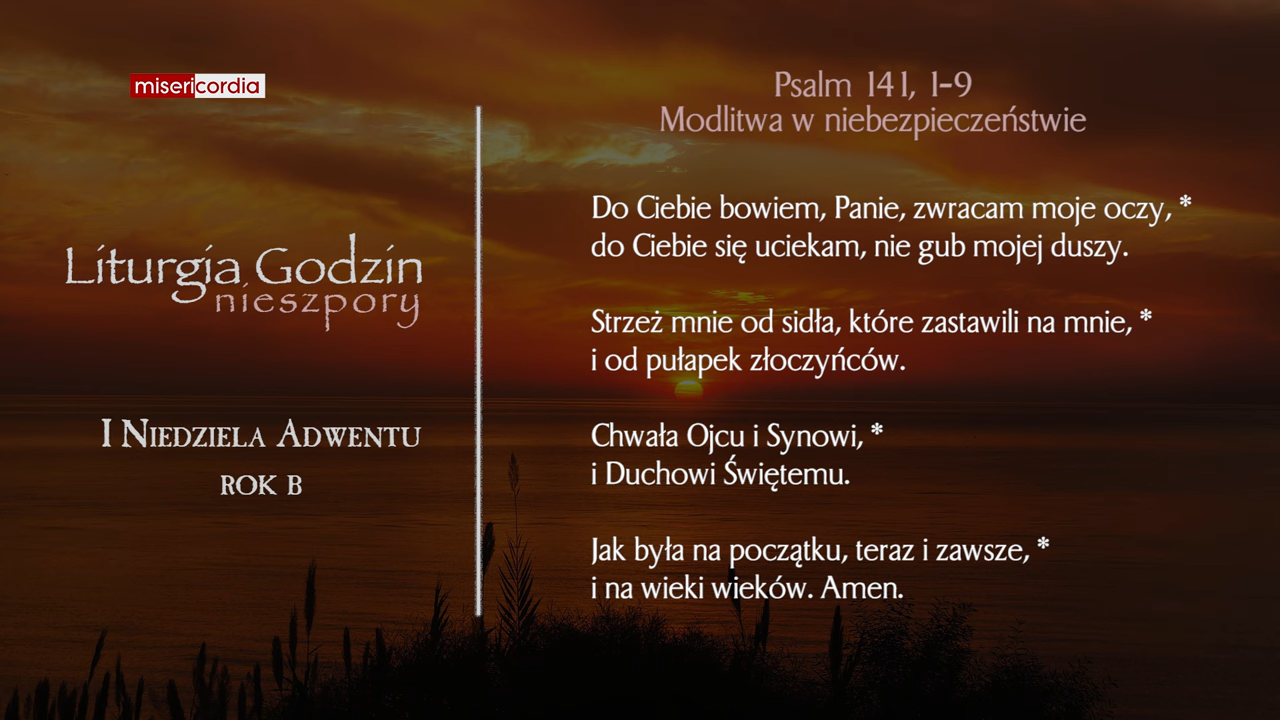 misericordia
Liturgia Godzin
nieszpory
I Niedziela Adwentu
rok B
Psalm 141, 1-9
Modlitwa w niebezpieczeństwie
Do Ciebie bowiem, Panie, zwracam moje oczy, *
do Ciebie się uciekam, nie gub mojej duszy.
Strzeż mnie od sidła, które zastawili na mnie, *
i od pułapek złoczyńców.
Chwała Ojcu i Synowi, *
i Duchowi Świętemu.
Jak była na początku, teraz i zawsze, *
i na wieki wieków. Amen.